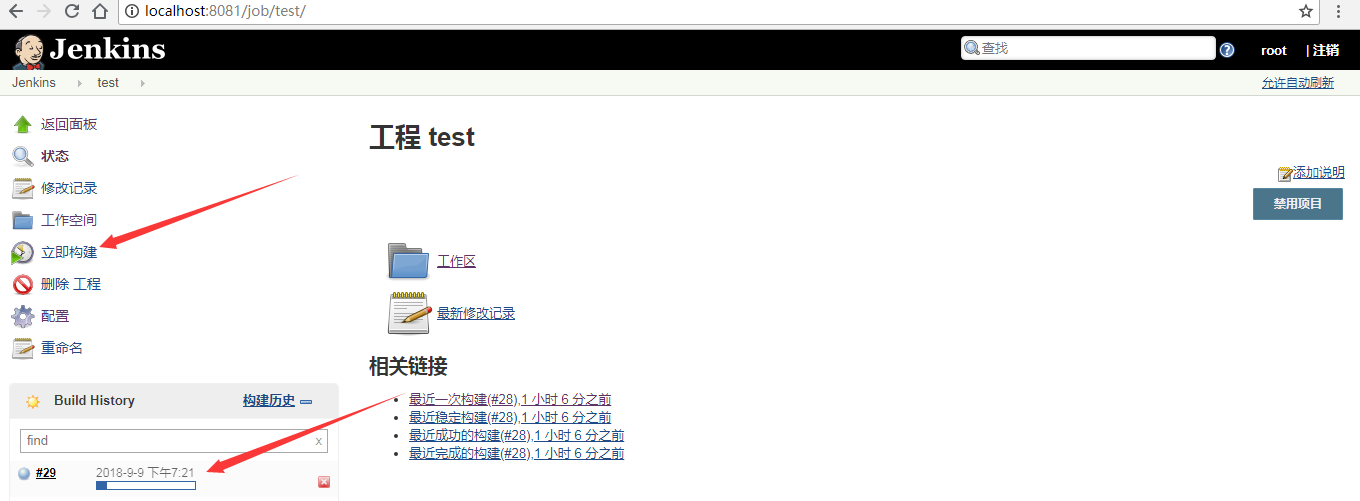 localhost:8081/job/test/
Jenkins
查找
root
| 注销
Jenkins
test
允许自动刷新
返回面板
状态
修改记录
工作空间
立即构建
删除 工程
配置
重命名
Build History
构建历史
find
x
#29
2018-9-9 下午7:21
工程 test
添加说明
禁用项目
工作区
最新修改记录
相关链接
最近一次构建(#28),1 小时 6 分之前
最近稳定构建(#28),1 小时 6 分之前
最近成功的构建(#28),1 小时 6 分之前
最近完成的构建(#28),1 小时 6 分之前